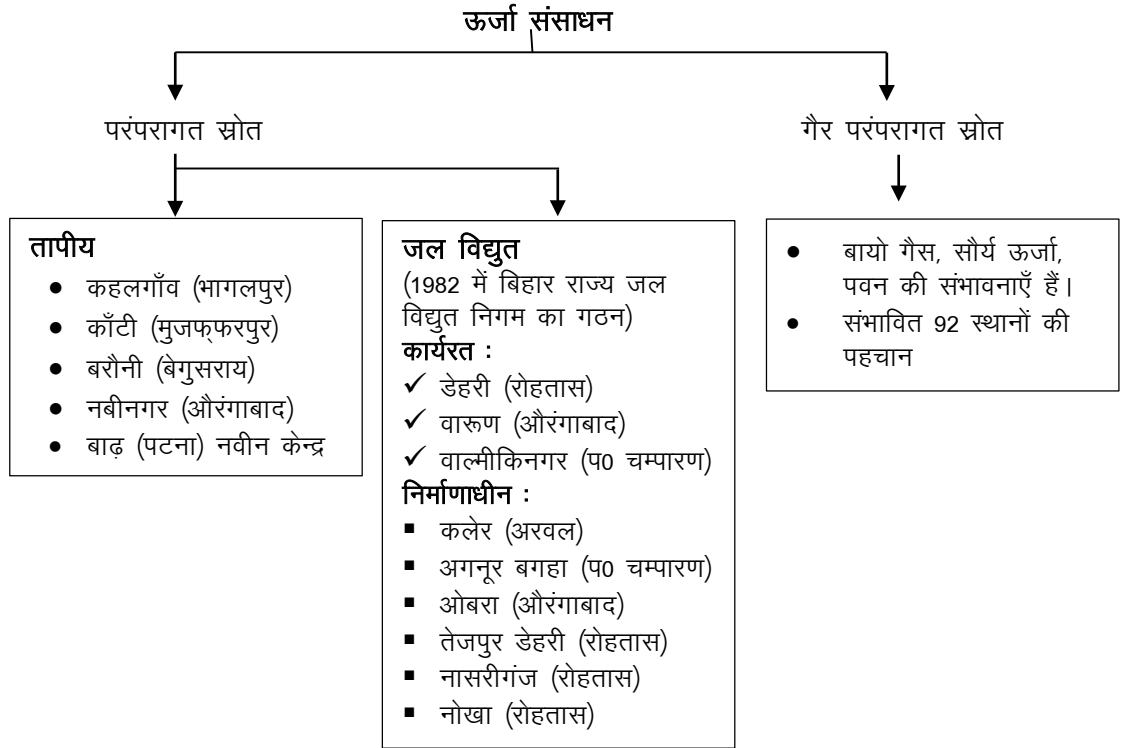 ऊर्जा संसाधन
परंपरागत स्रोत
गैर परंपरागत स्रोत
तापीय
• कहलगाँव (भागलपुर)
• काँटी (मुजफ्फरपुर)
• बरौनी (बेगुसराय)
• नबीनगर (औरंगाबाद)
• बाढ़ (पटना) नवीन केन्द्र
जल विद्युत
(1982 में बिहार राज्य जल
विद्युत निगम का गठन)
कार्यरत :
✓ डेहरी (रोहतास)
✓ वारूण (औरंगाबाद)
✓ वाल्मीकिनगर (प0 चम्पारण)
निर्माणाधीन :
▪ कलेर (अरवल)
▪ अगनूर बगहा (प0 चम्पारण)
▪ ओबरा (औरंगाबाद)
▪ तेजपुर डेहरी (रोहतास)
▪ नासरीगंज (रोहतास)
▪ नोखा (रोहतास)
• बायो गैस, सौर्य ऊर्जा,
पवन की संभावनाएँ हैं।
• संभावित 92 स्थानों की
पहचान